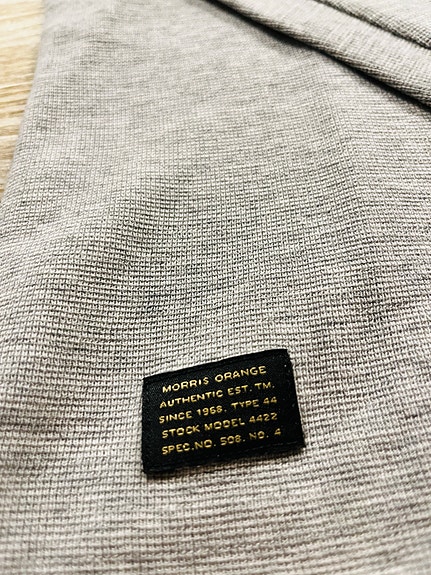 MORRIS ORANGE
AUTHENTIC EST. TM.
SINCE 1958. TYPE 44
STOCK MODEL 4422
SPEC.NO. 508. NO. 4